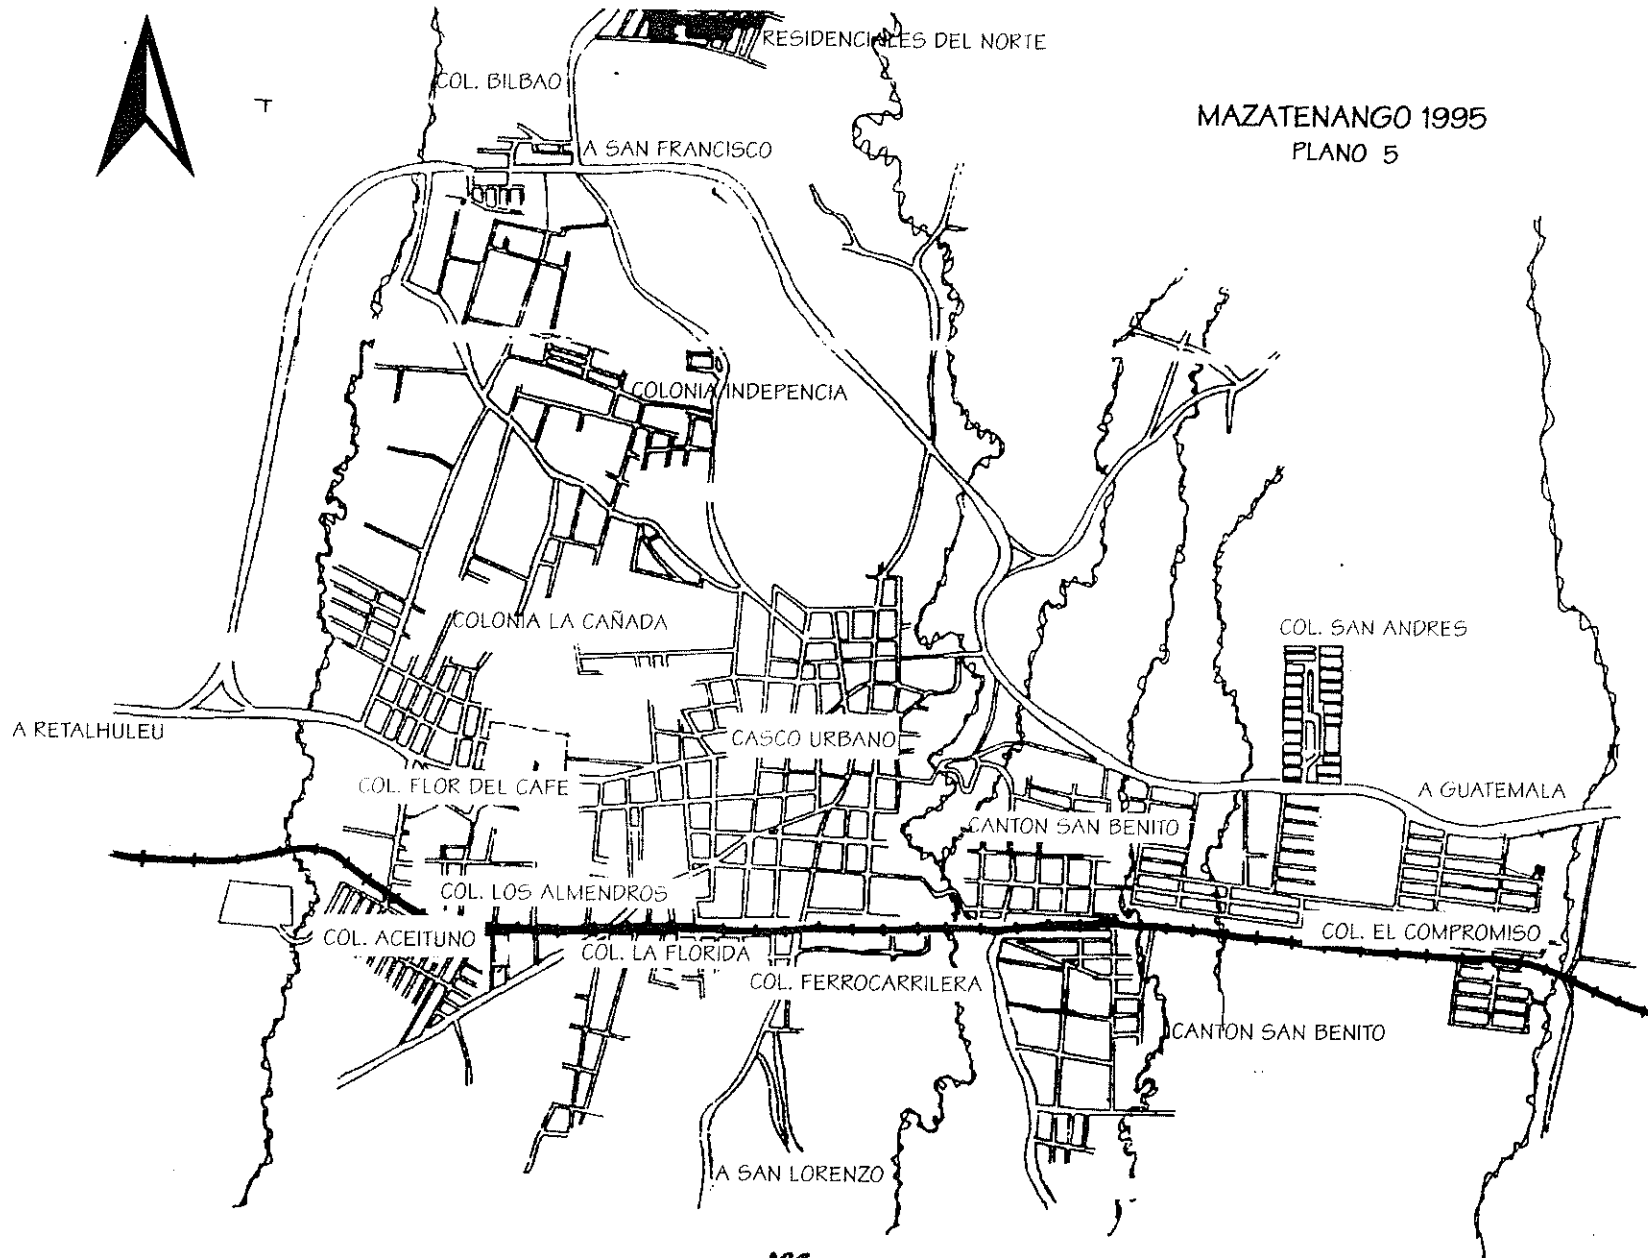 RESIDENCIALES DEL NORTE
COL. BILBAO
MAZATENANGO 1995
PLANO 5
A SAN FRANCISCO
COLONIA INDEPENCIA
COLONIA LA CAÑADA
COL. SAN ANDRES
A RETALHULEU
CASCO URBANO
COL. FLOR DEL CAFE
A GUATEMALA
CANTON SAN BENITO
COL. LOS ALMENDROS
COL. ACEITUNO
COL. EL COMPROMISO
COL. LA FLORIDA
COL. FERROCARRILERA
CANTON SAN BENITO
A SAN LORENZO